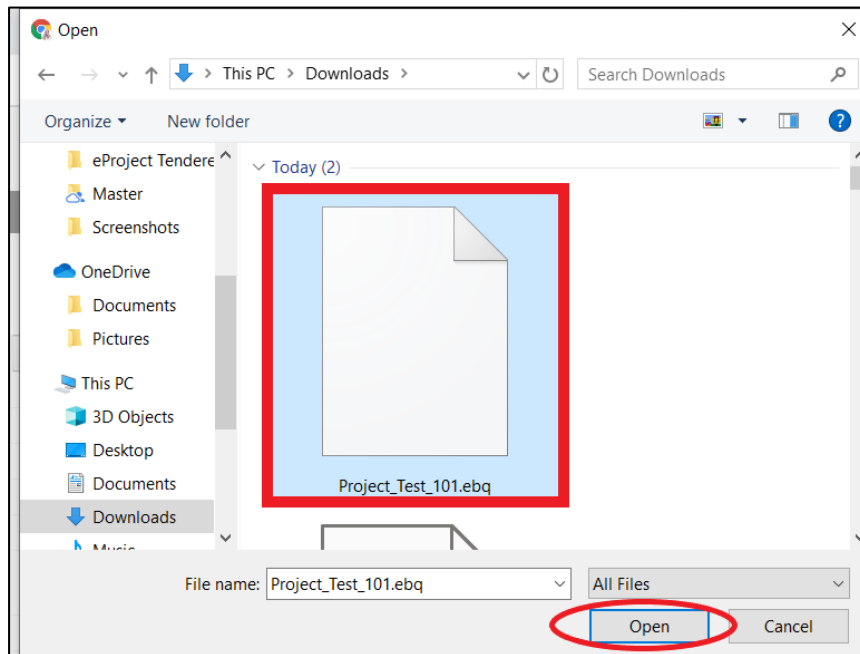 Open
This PC > Downloads >
Search Downloads
Organize
New folder
?
eProject Tendere
Master
Screenshots
OneDrive
Documents
Pictures
This PC
3D Objects
Desktop
Documents
Downloads
Music
Today (2)
Project_Test_101.ebq
File name: Project_Test_101.ebq
All Files
Open
Cancel